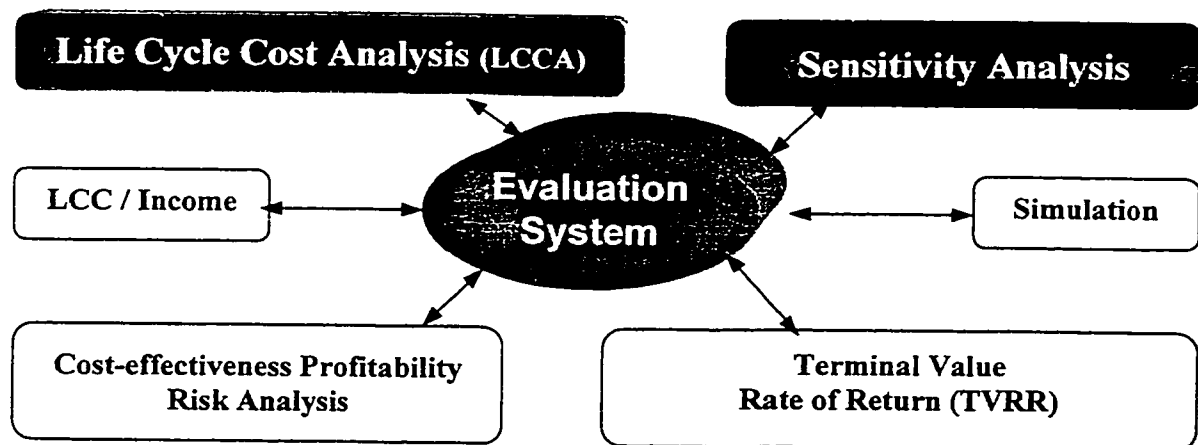 Life Cycle Cost Analysis (LCCA)
Sensitivity Analysis
Evaluation
System
LCC / Income
Simulation
Cost-effectiveness Profitability
Risk Analysis
Terminal Value
Rate of Return (TVRR)